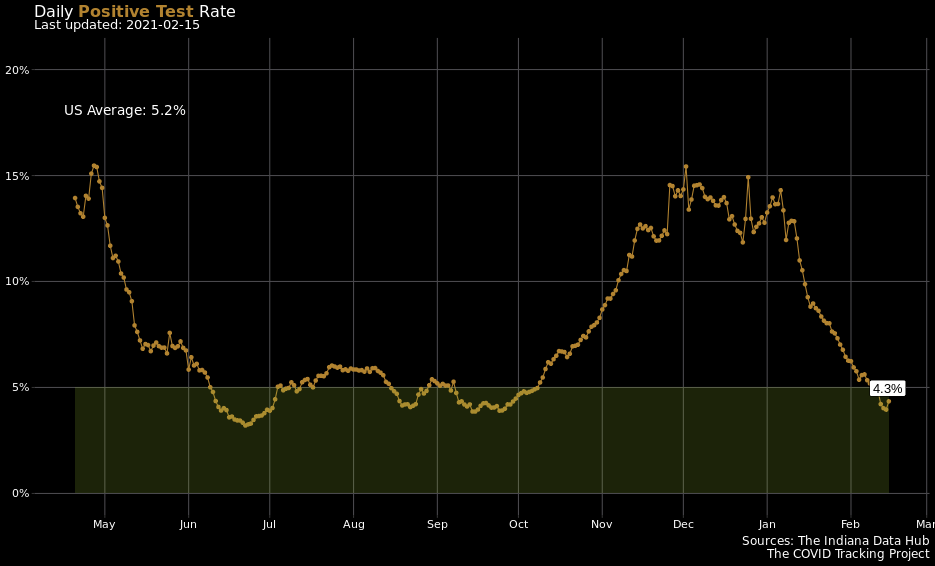 Daily Positive Test Rate
Last updated: 2021-02-15
20%
US Average: 5.2%
15%
10%
5%
4.3%
0%
May Jun Jul Aug Sep Oct Nov Dec Jan Feb Mar
Sources: The Indiana Data Hub
The COVID Tracking Project